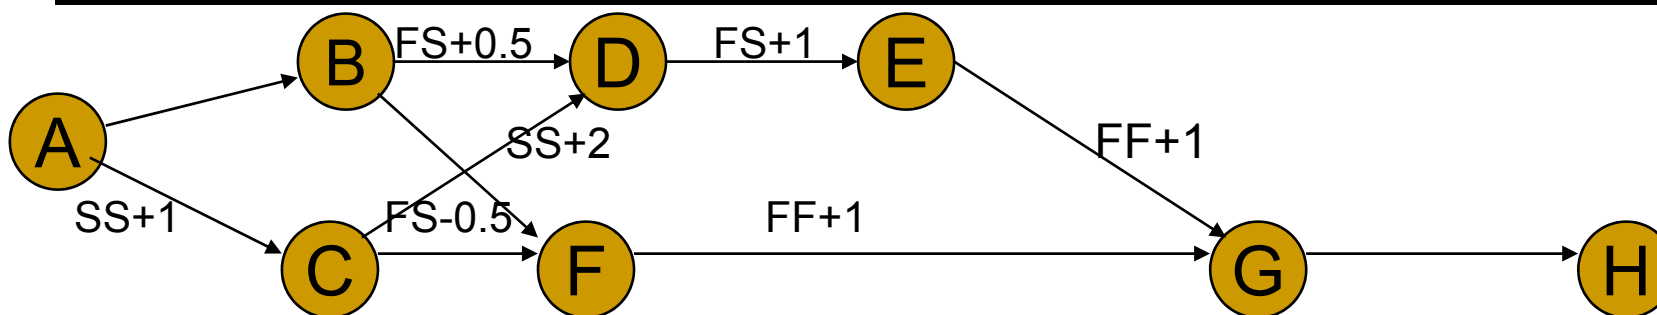 B FS+0.5 D FS+1 E
A SS+2 FF+1
SS+1 FS-0.5 FF+1
C F G H